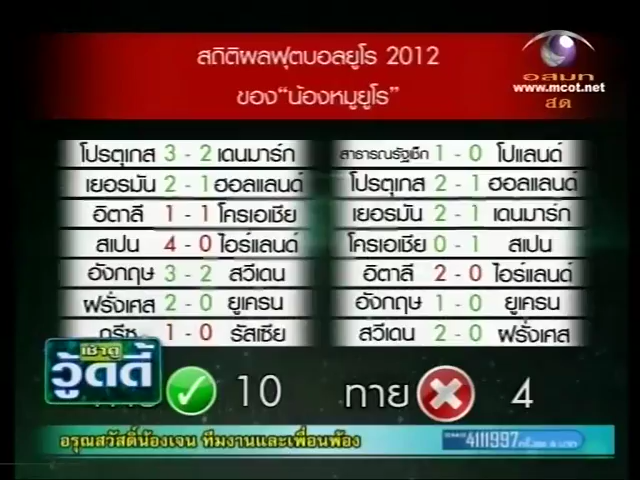 สถิติผลฟุตบอลยูโร 2012
ของ“น้องหมูยูโร”
อสมท
www.mcot.net
สด
โปรตุเกส 3 - 2 เดนมาร์ก
เยอรมัน 2 - 1 ฮอลแลนด์
อิตาลี 1 - 1 โครเอเชีย
สเปน 4 - 0 ไอร์แลนด์
อังกฤษ 3 - 2 สวีเดน
ฝรั่งเศส 2 - 0 ยูเครน
กรีซ 1 - 0 รัสเซีย
สาธารณรัฐเช็ก 1 - 0 โปแลนด์
โปรตุเกส 2 - 1 ฮอลแลนด์
เยอรมัน 2 - 1 เดนมาร์ก
โครเอเชีย 0 - 1 สเปน
อิตาลี 2 - 0 ไอร์แลนด์
อังกฤษ 1 - 0 ยูเครน
สวีเดน 2 - 0 ฝรั่งเศส
เช้าดู
วู้ดดี้
10
ทาย 4
อรุณสวัสดิ์น้องเจน ทีมงานและเพื่อนพ้อง
SMS 4111997